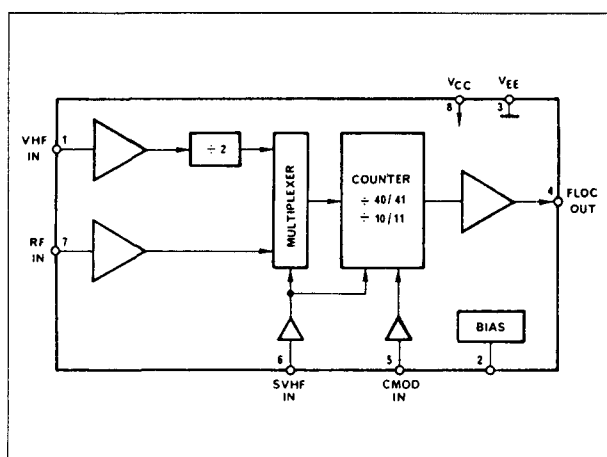 VCC
VEE
8
3
VHF
IN
1
÷ 2
MULTIPLEXER
COUNTER
÷ 40/41
÷ 10/11
4
FLOC
OUT
RF
IN
7
BIAS
6
5
2
SVHF
IN
CMOD
IN